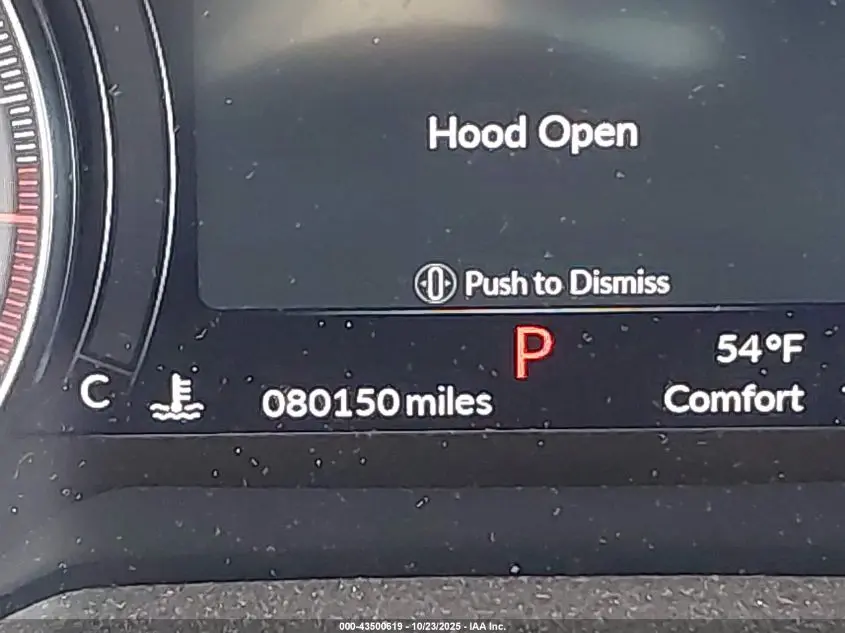 Hood Open
Push to Dismiss
P
54°F
C
080150 miles
Comfort
000-43500619 - 10/23/2025 - IAA Inc.